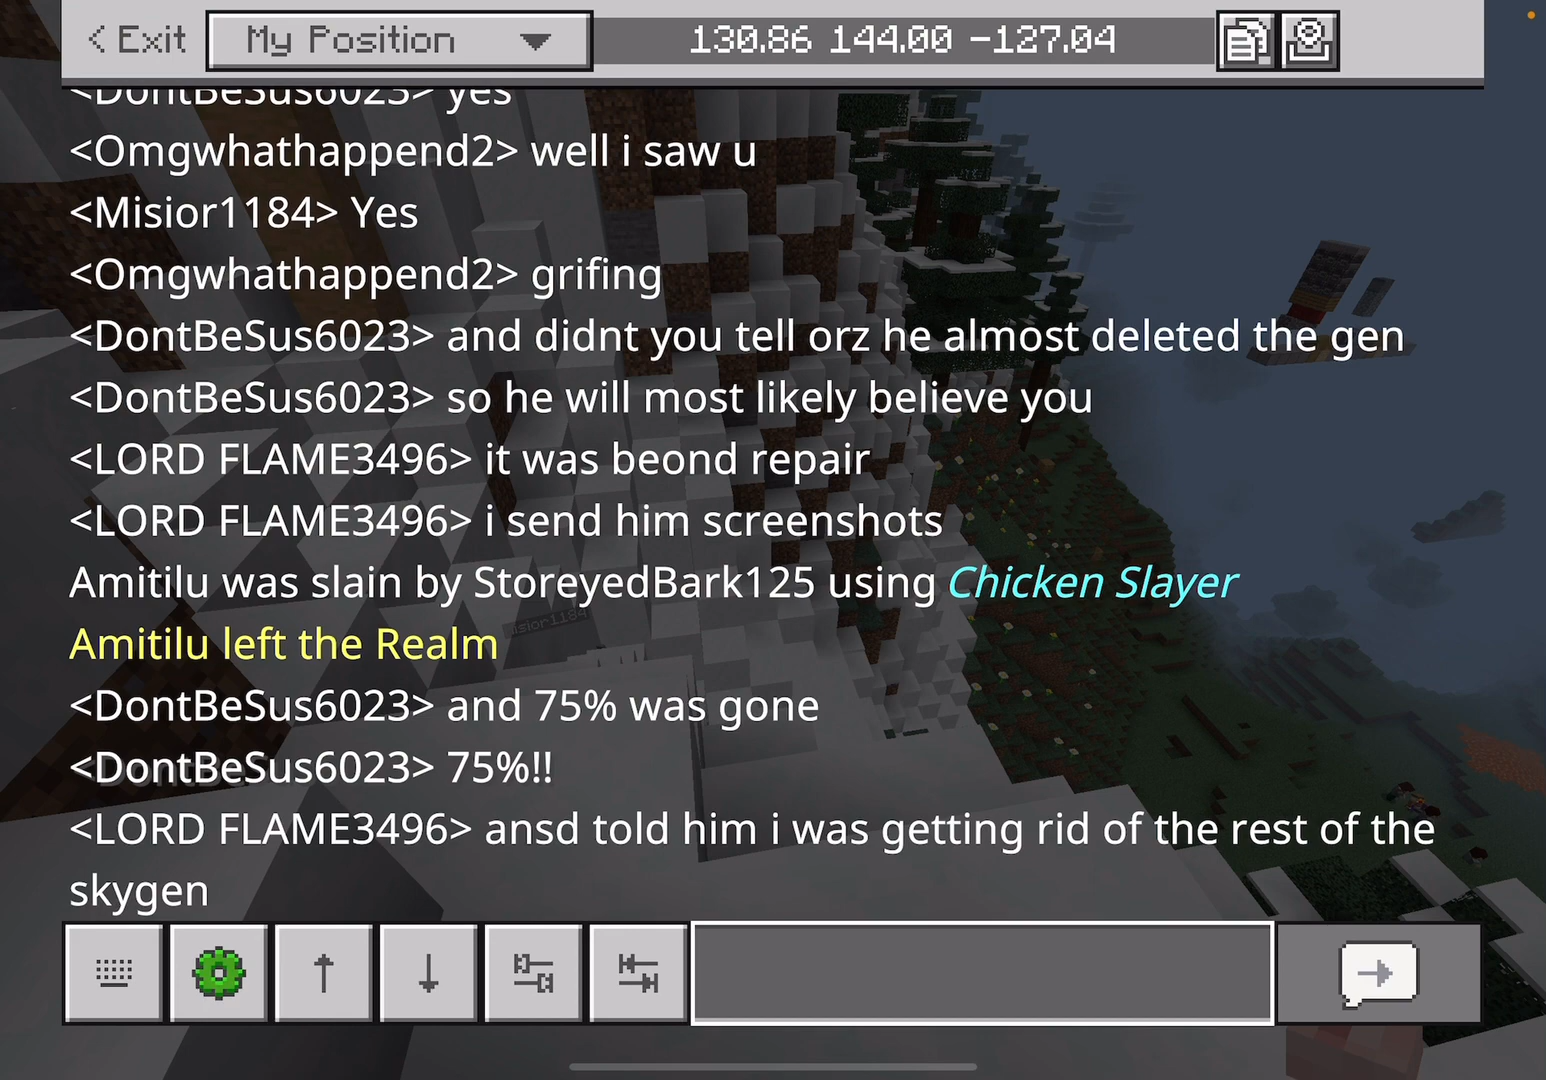 Exit
My Position
130.86 144.00 -127.04
<DontBeSus6023> yes
<Omgwhathappend2> well i saw u
<Misior1184> Yes
<Omgwhathappend2> grifing
<DontBeSus6023> and didnt you tell orz he almost deleted the gen
<DontBeSus6023> so he will most likely believe you
<LORD FLAME3496> it was beond repair
<LORD FLAME3496> i send him screenshots
Amitilu was slain by StoreyedBark125 using Chicken Slayer
Amitilu left the Realm
<DontBeSus6023> and 75% was gone
<DontBeSus6023> 75%!!
<LORD FLAME3496> ansd told him i was getting rid of the rest of the
skygen